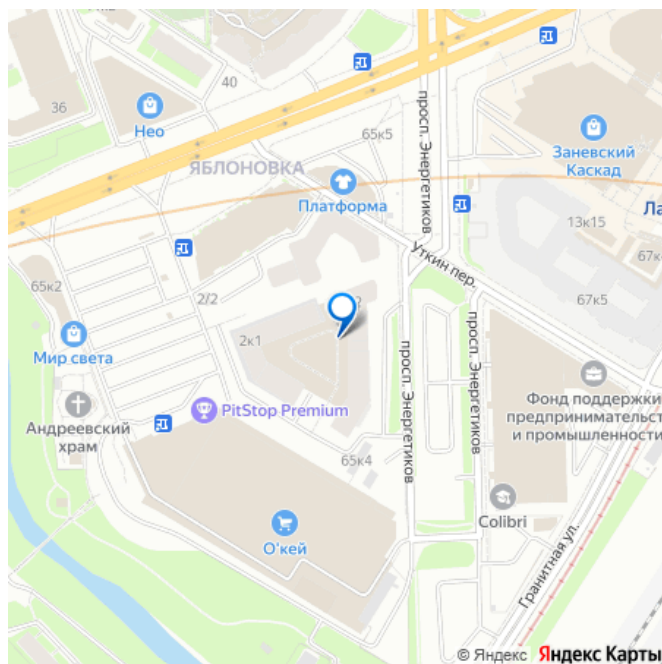 40
36
Нео
65к5
просп. Энергетиков
Заневский
Каскад
ЯБЛОНОВКА
Платформа
13к15
Ла
67к
Уткин пер.
65к2
2/2
67к5
2
Мир света
2к1
просп. Энергетиков
просп. Энергетиков
Фонд поддержки
предпринимательст
и промышленности
Андреевский
храм
PitStop Premium
65к4
Colibri
О'кей
Гранитная ул.
© Яндекс Яндекс Карты